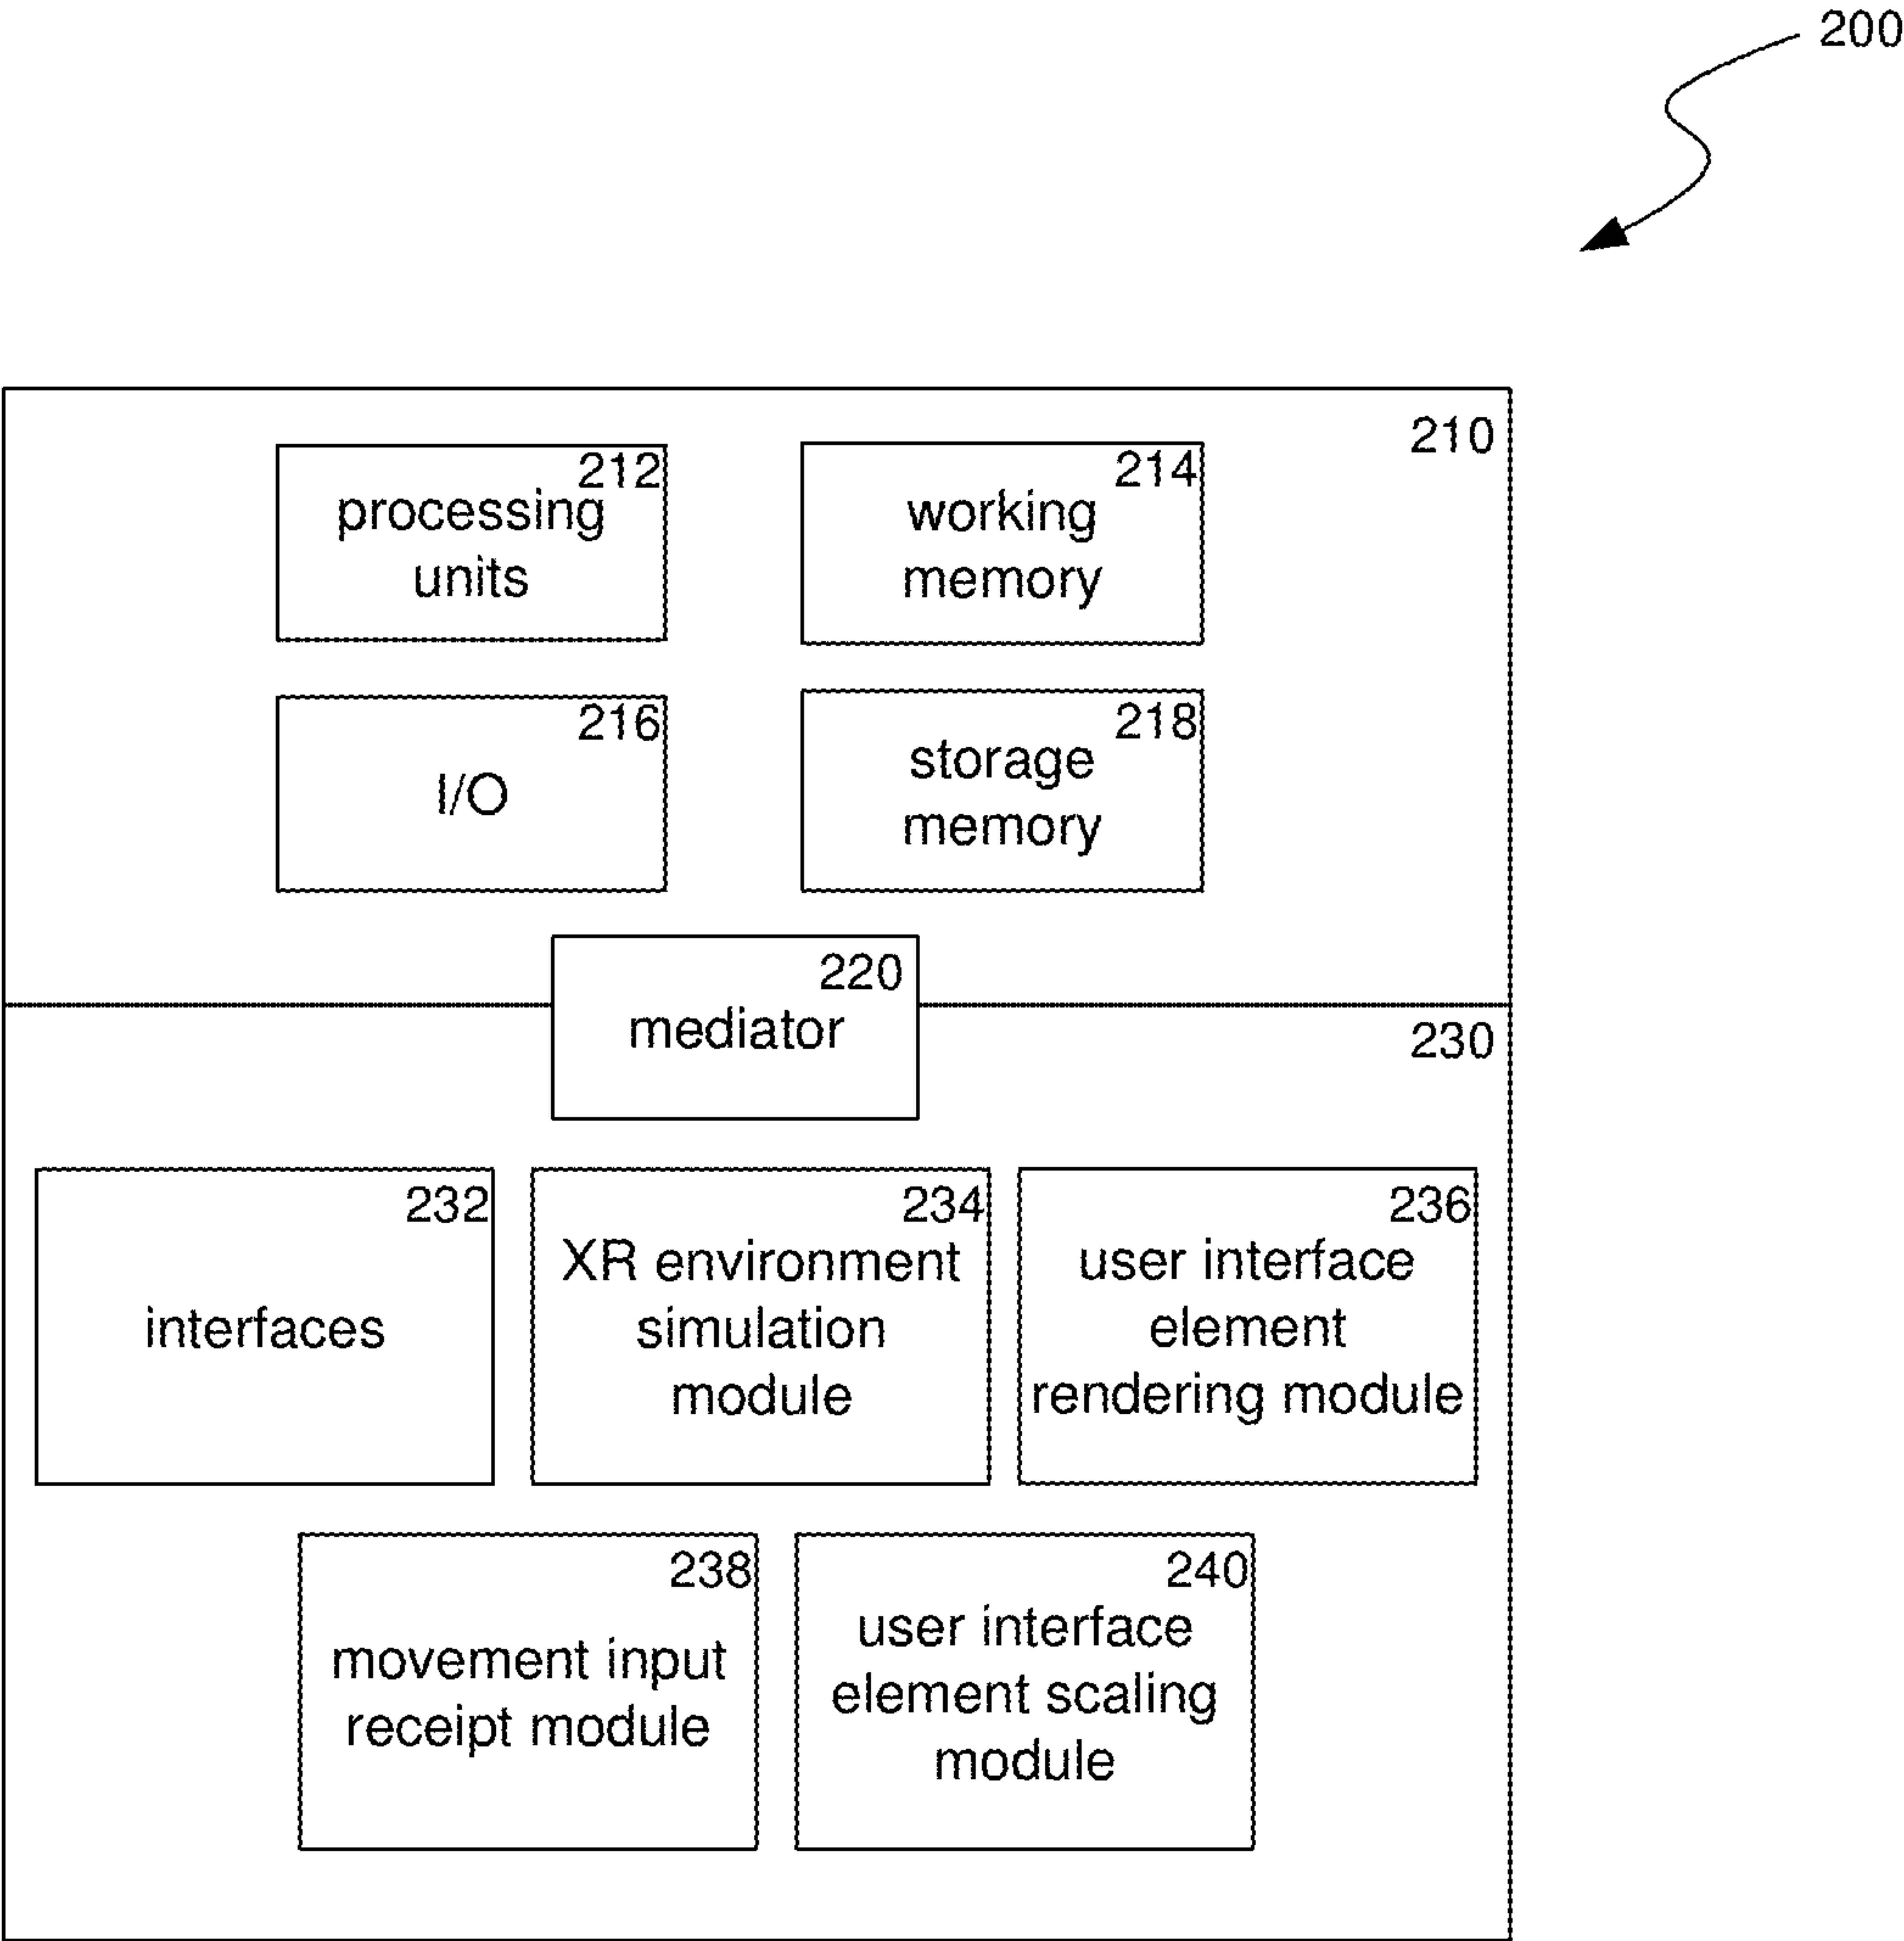 200
210
212
processing
units
214
working
memory
216
I/O
218
storage
memory
220
mediator
230
232
interfaces
234
XR environment
simulation
module
236
user interface
element
rendering module
238
movement input
receipt module
240
user interface
element scaling
module